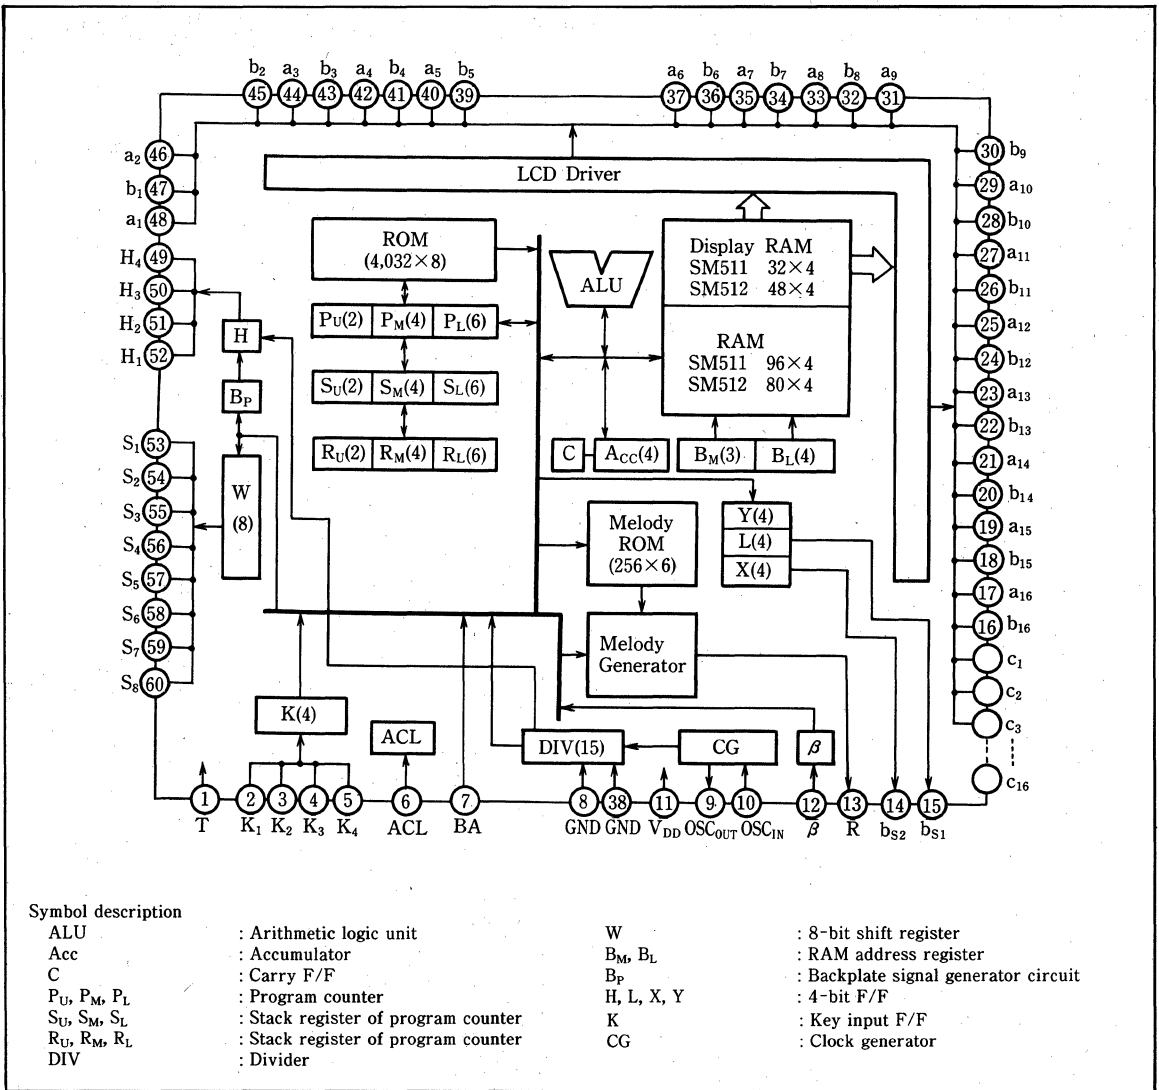 b2 a3 b3 a4 b4 a5 b5 a6 b6 a7 b7 a8 b8 a9
45 44 43 42 41 40 39 37 36 35 34 33 32 31
a2 46
b1 47
a1 48
H4 49
H3 50
H2 51
H1 52
S1 53
S2 54
S3 55
S4 56
S5 57
S6 58
S7 59
S8 60
LCD Driver
ROM
(4,032×8)
PU(2) PM(4) PL(6)
SU(2) SM(4) SL(6)
RU(2) RM(4) RL(6)
H
BP
W
(8)
ALU
Display RAM
SM511 32×4
SM512 48×4
RAM
SM511 96×4
SM512 80×4
C ACC(4) BM(3) BL(4)
Melody
ROM
(256×6)
Y(4)
L(4)
X(4)
Melody
Generator
K(4)
ACL
DIV(15)
CG
β
30 b9
29 a10
28 b10
27 a11
26 b11
25 a12
24 b12
23 a13
22 b13
21 a14
20 b14
19 a15
18 b15
17 a16
16 b16
c1
c2
c3
c16
1 2 3 4 5 6 7 8 38 11 9 10 12 13 14 15
T K1 K2 K3 K4 ACL BA GND GND VDD OSCOUT OSCIN β R bS2 bS1
Symbol description
ALU : Arithmetic logic unit
Acc : Accumulator
C : Carry F/F
PU, PM, PL : Program counter
SU, SM, SL : Stack register of program counter
RU, RM, RL : Stack register of program counter
DIV : Divider
W : 8-bit shift register
BM, BL : RAM address register
BP : Backplate signal generator circuit
H, L, X, Y : 4-bit F/F
K : Key input F/F
CG : Clock generator